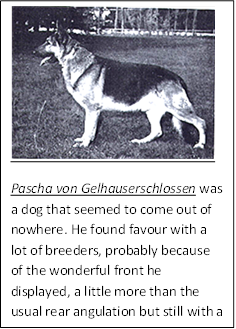 Pascha von Gelhauserschlossen was
a dog that seemed to come out of
nowhere. He found favour with a
lot of breeders, probably because
of the wonderful front he
displayed, a little more than the
usual rear angulation but still with a